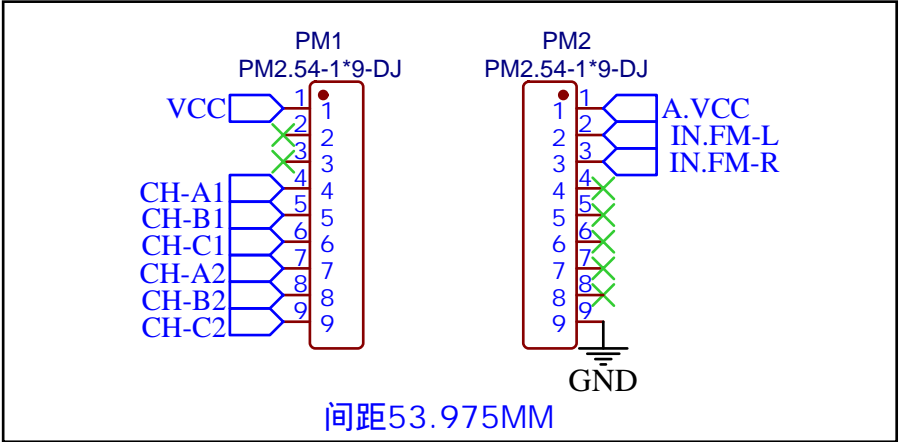 PM1
PM2.54-1*9-DJ
VCC 1 1
2 2
3 3
CH-A1 4 4
CH-B1 5 5
CH-C1 6 6
CH-A2 7 7
CH-B2 8 8
CH-C2 9 9
PM2
PM2.54-1*9-DJ
1 1 A.VCC
2 2 IN.FM-L
3 3 IN.FM-R
4 4
5 5
6 6
7 7
8 8
9 9
GND
间距53.975MM